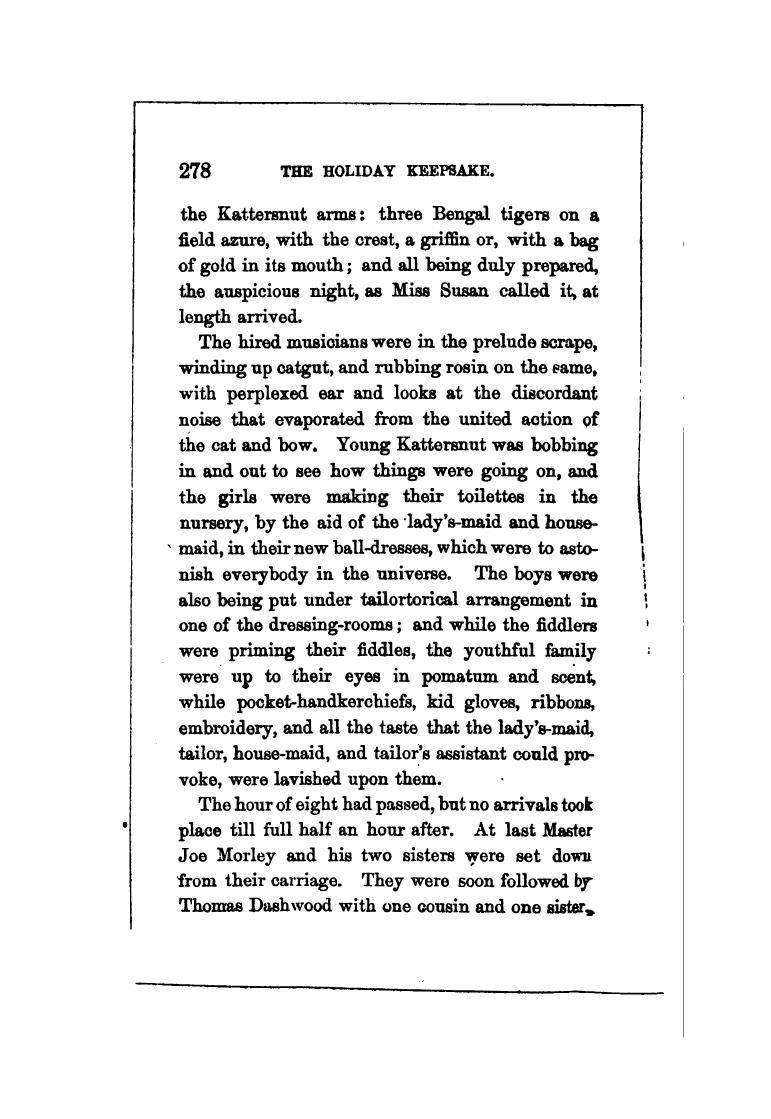 278 THE HOLIDAY KEEPSAKE.
the Kattersnut arms: three Bengal tigers on a
field azure, with the crest, a griffin or, with a bag
of gold in its mouth; and all being duly prepared,
the auspicious night, as Miss Susan called it, at
length arrived.
The hired musicians were in the prelude scrape,
winding up catgut, and rubbing rosin on the same,
with perplexed ear and looks at the discordant
noise that evaporated from the united action of
the cat and bow. Young Kattersnut was bobbing
in and out to see how things were going on, and
the girls were making their toilettes in the
nursery, by the aid of the lady's-maid and house-
maid, in their new ball-dresses, which were to asto-
nish everybody in the universe. The boys were
also being put under tailortorical arrangement in
one of the dressing-rooms; and while the fiddlers
were priming their fiddles, the youthful family
were up to their eyes in pomatum and scent,
while pocket-handkerchiefs, kid gloves, ribbons,
embroidery, and all the taste that the lady's-maid,
tailor, house-maid, and tailor's assistant could pro-
voke, were lavished upon them.
The hour of eight had passed, but no arrivals took
place till full half an hour after. At last Master
Joe Morley and his two sisters were set down
from their carriage. They were soon followed by
Thomas Dashwood with one cousin and one sister,